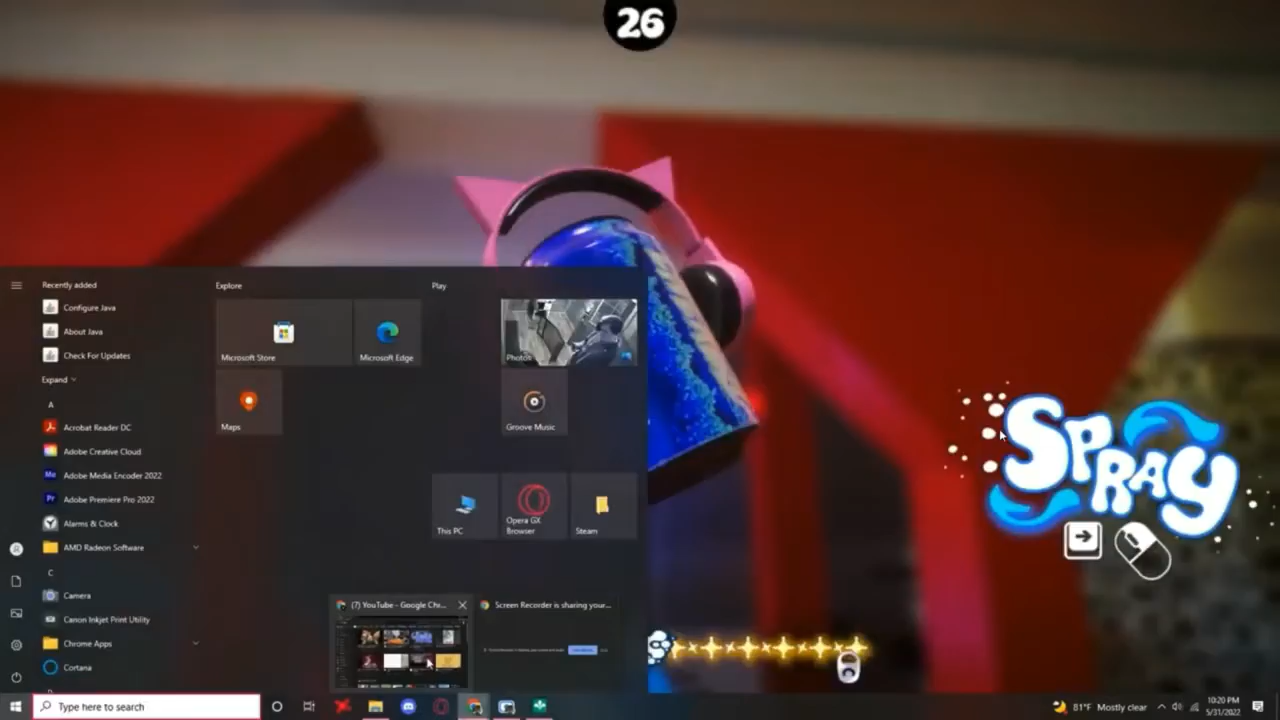 26
Recently added
Configure Java
About Java
Check For Updates
Expand
A
Acrobat Reader DC
Adobe Creative Cloud
Me Adobe Media Encoder 2022
Pr Adobe Premiere Pro 2022
Alarms & Clock
AMD Radeon Software
C
Camera
Canon Inkjet Print Utility
Chrome Apps
Cortana
Explore
Microsoft Store
Microsoft Edge
Maps
Play
Photos
Groove Music
This PC
Opera GX
Browser
Steam
(7) YouTube - Google Chr...
Screen Recorder is sharing your...
SPRAY
Type here to search
81°F Mostly clear
10:20 PM
5/31/2022